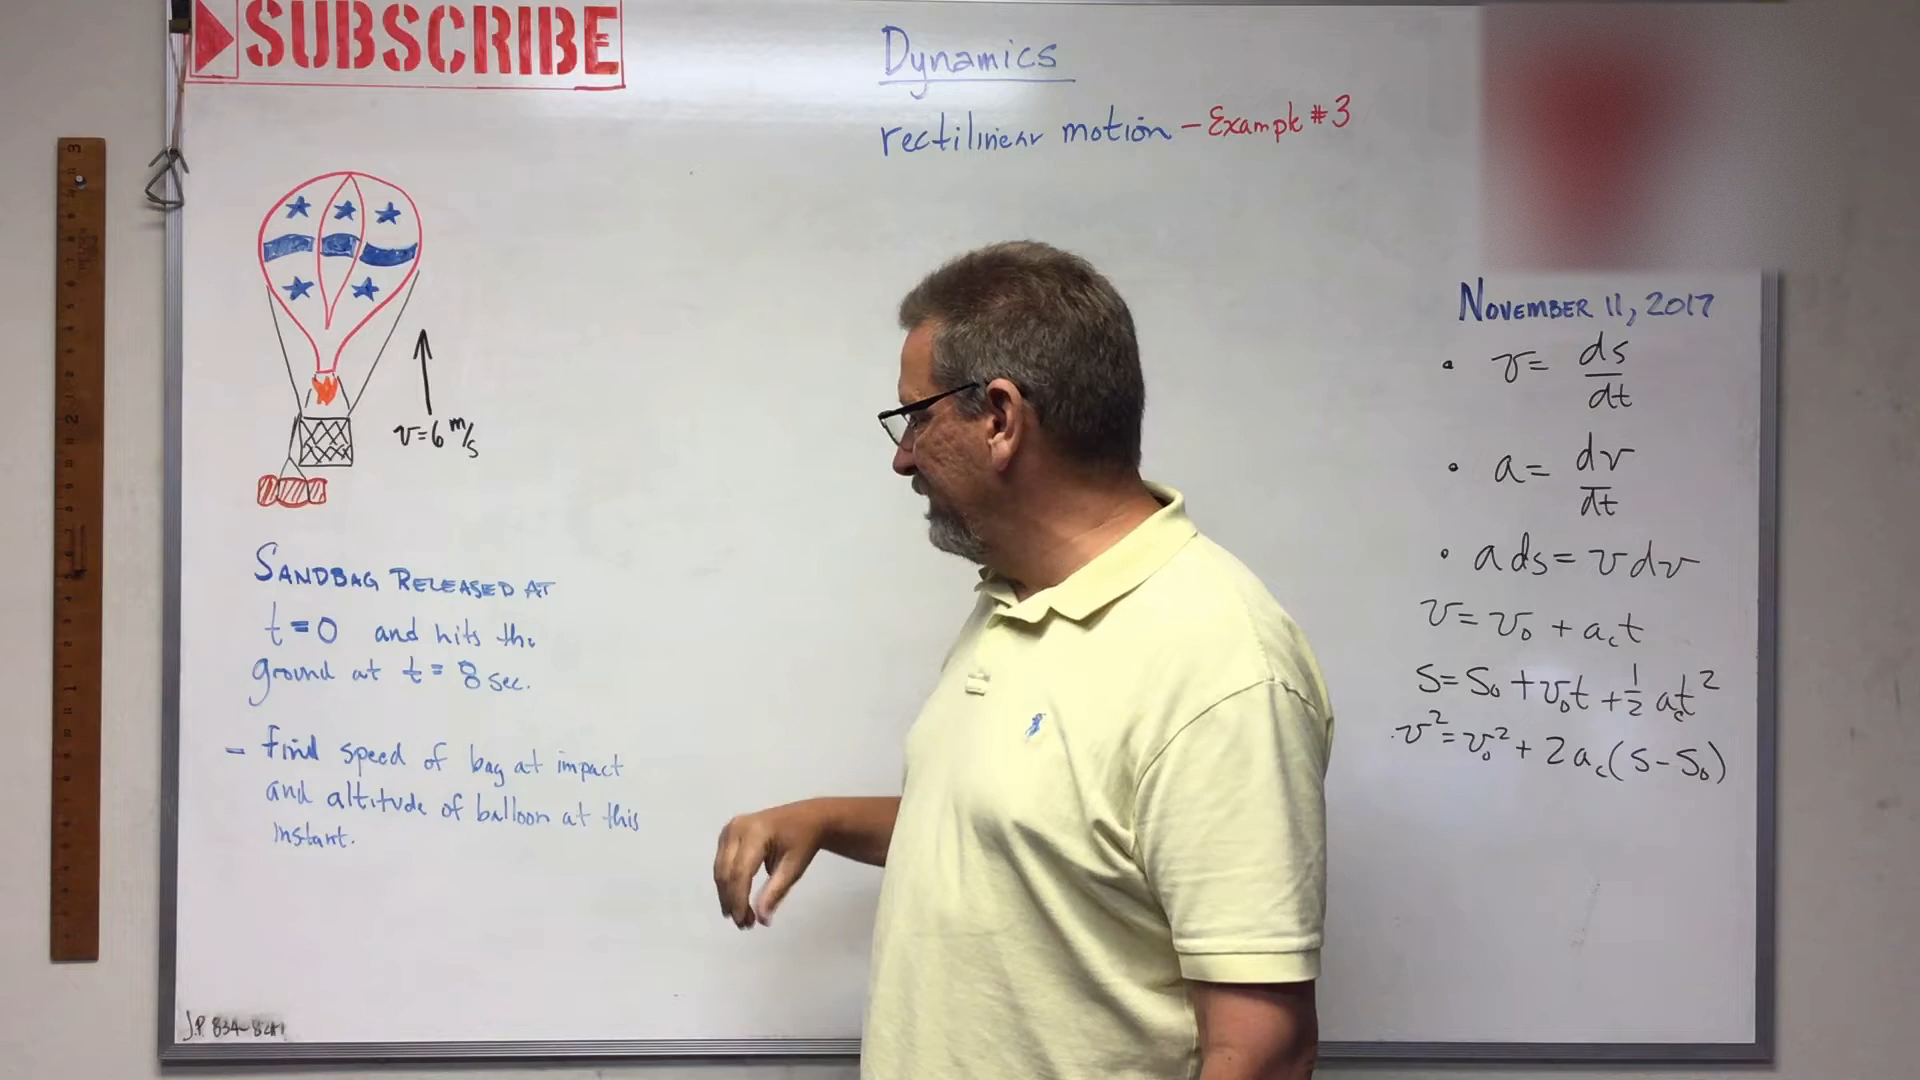 SUBSCRIBE
Dynamics
rectilinear motion - Example #3
v=6 m/s
SANDBAG RELEASED AT
t=0 and hits the
ground at t= 8 sec.
- find speed of bag at impact
and altitude of balloon at this
instant.
NOVEMBER 11, 2017
• v= ds/dt
• a= dv/dt
• a ds = v dv
v = v₀ + a꜀t
s = s₀ + v₀t + 1/2 a꜀t²
v² = v₀² + 2a꜀(s-s₀)